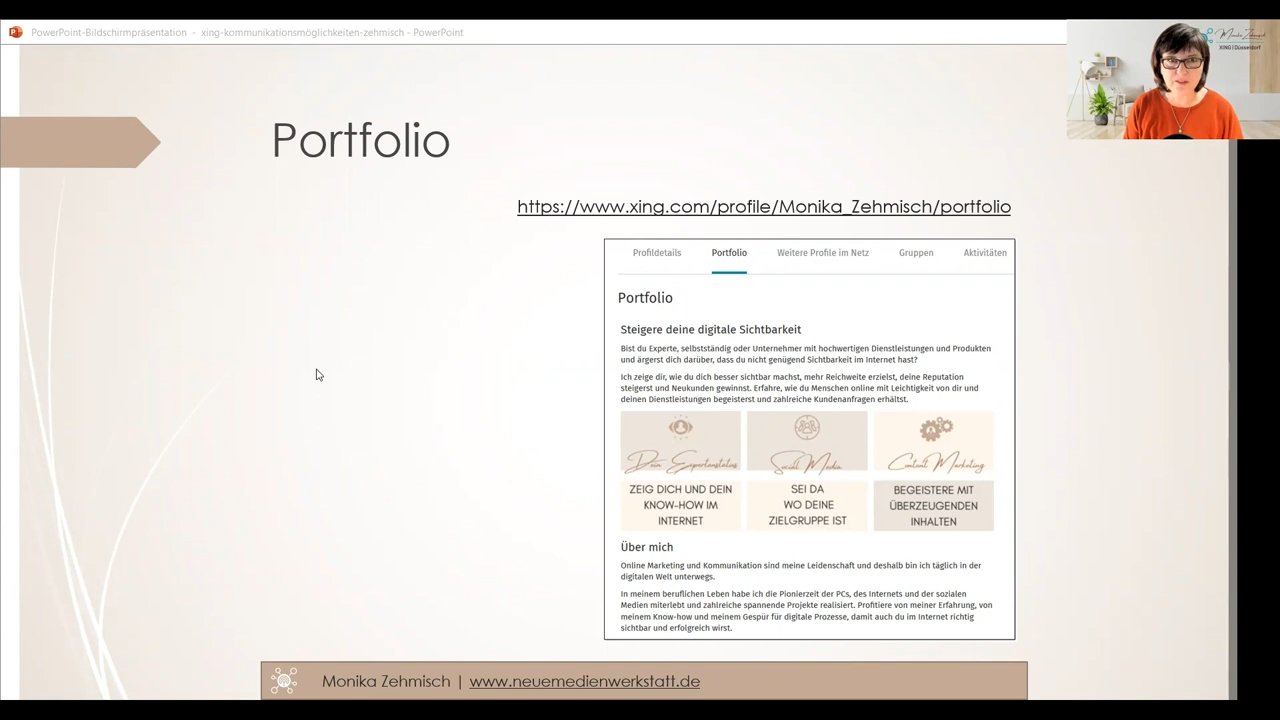 PowerPoint-Bildschirmpräsentation - xing-kommunikationsmöglichkeiten-zehmisch - PowerPoint
Monika Zehmisch
XING | Düsseldorf
Portfolio
https://www.xing.com/profile/Monika_Zehmisch/portfolio
Profildetails Portfolio Weitere Profile im Netz Gruppen Aktivitäten
Portfolio
Steigere deine digitale Sichtbarkeit
Bist du Experte, selbstständig oder Unternehmer mit hochwertigen Dienstleistungen und Produkten
und ärgerst dich darüber, dass du nicht genügend Sichtbarkeit im Internet hast?
Ich zeige dir, wie du dich besser sichtbar machst, mehr Reichweite erzielst, deine Reputation
steigerst und Neukunden gewinnst. Erfahre, wie du Menschen online mit Leichtigkeit von dir und
deinen Dienstleistungen begeisterst und zahlreiche Kundenanfragen erhältst.
Dein Expertenstatus
Social Media
Content Marketing
ZEIG DICH UND DEIN
KNOW-HOW IM
INTERNET
SEI DA
WO DEINE
ZIELGRUPPE IST
BEGEISTERE MIT
ÜBERZEUGENDEN
INHALTEN
Über mich
Online Marketing und Kommunikation sind meine Leidenschaft und deshalb bin ich täglich in der
digitalen Welt unterwegs.
In meinem beruflichen Leben habe ich die Pionierzeit der PCs, des Internets und der sozialen
Medien miterlebt und zahlreiche spannende Projekte realisiert. Profitiere von meiner Erfahrung, von
meinem Know-how und meinem Gespür für digitale Prozesse, damit auch du im Internet richtig
sichtbar und erfolgreich wirst.
Monika Zehmisch | www.neuemedienwerkstatt.de